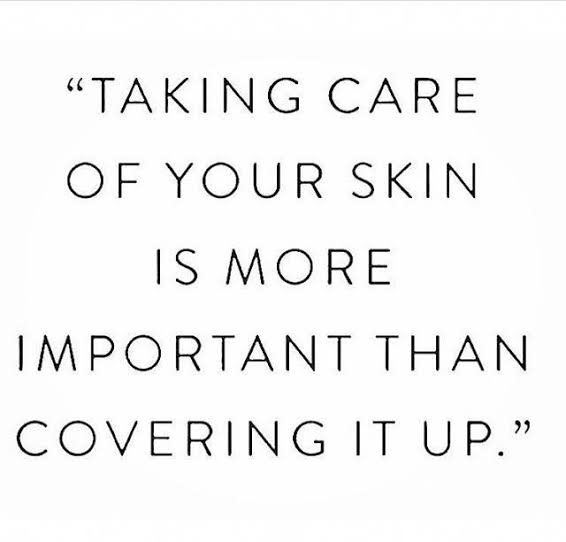 “TAKING CARE
OF YOUR SKIN
IS MORE
IMPORTANT THAN
COVERING IT UP.”